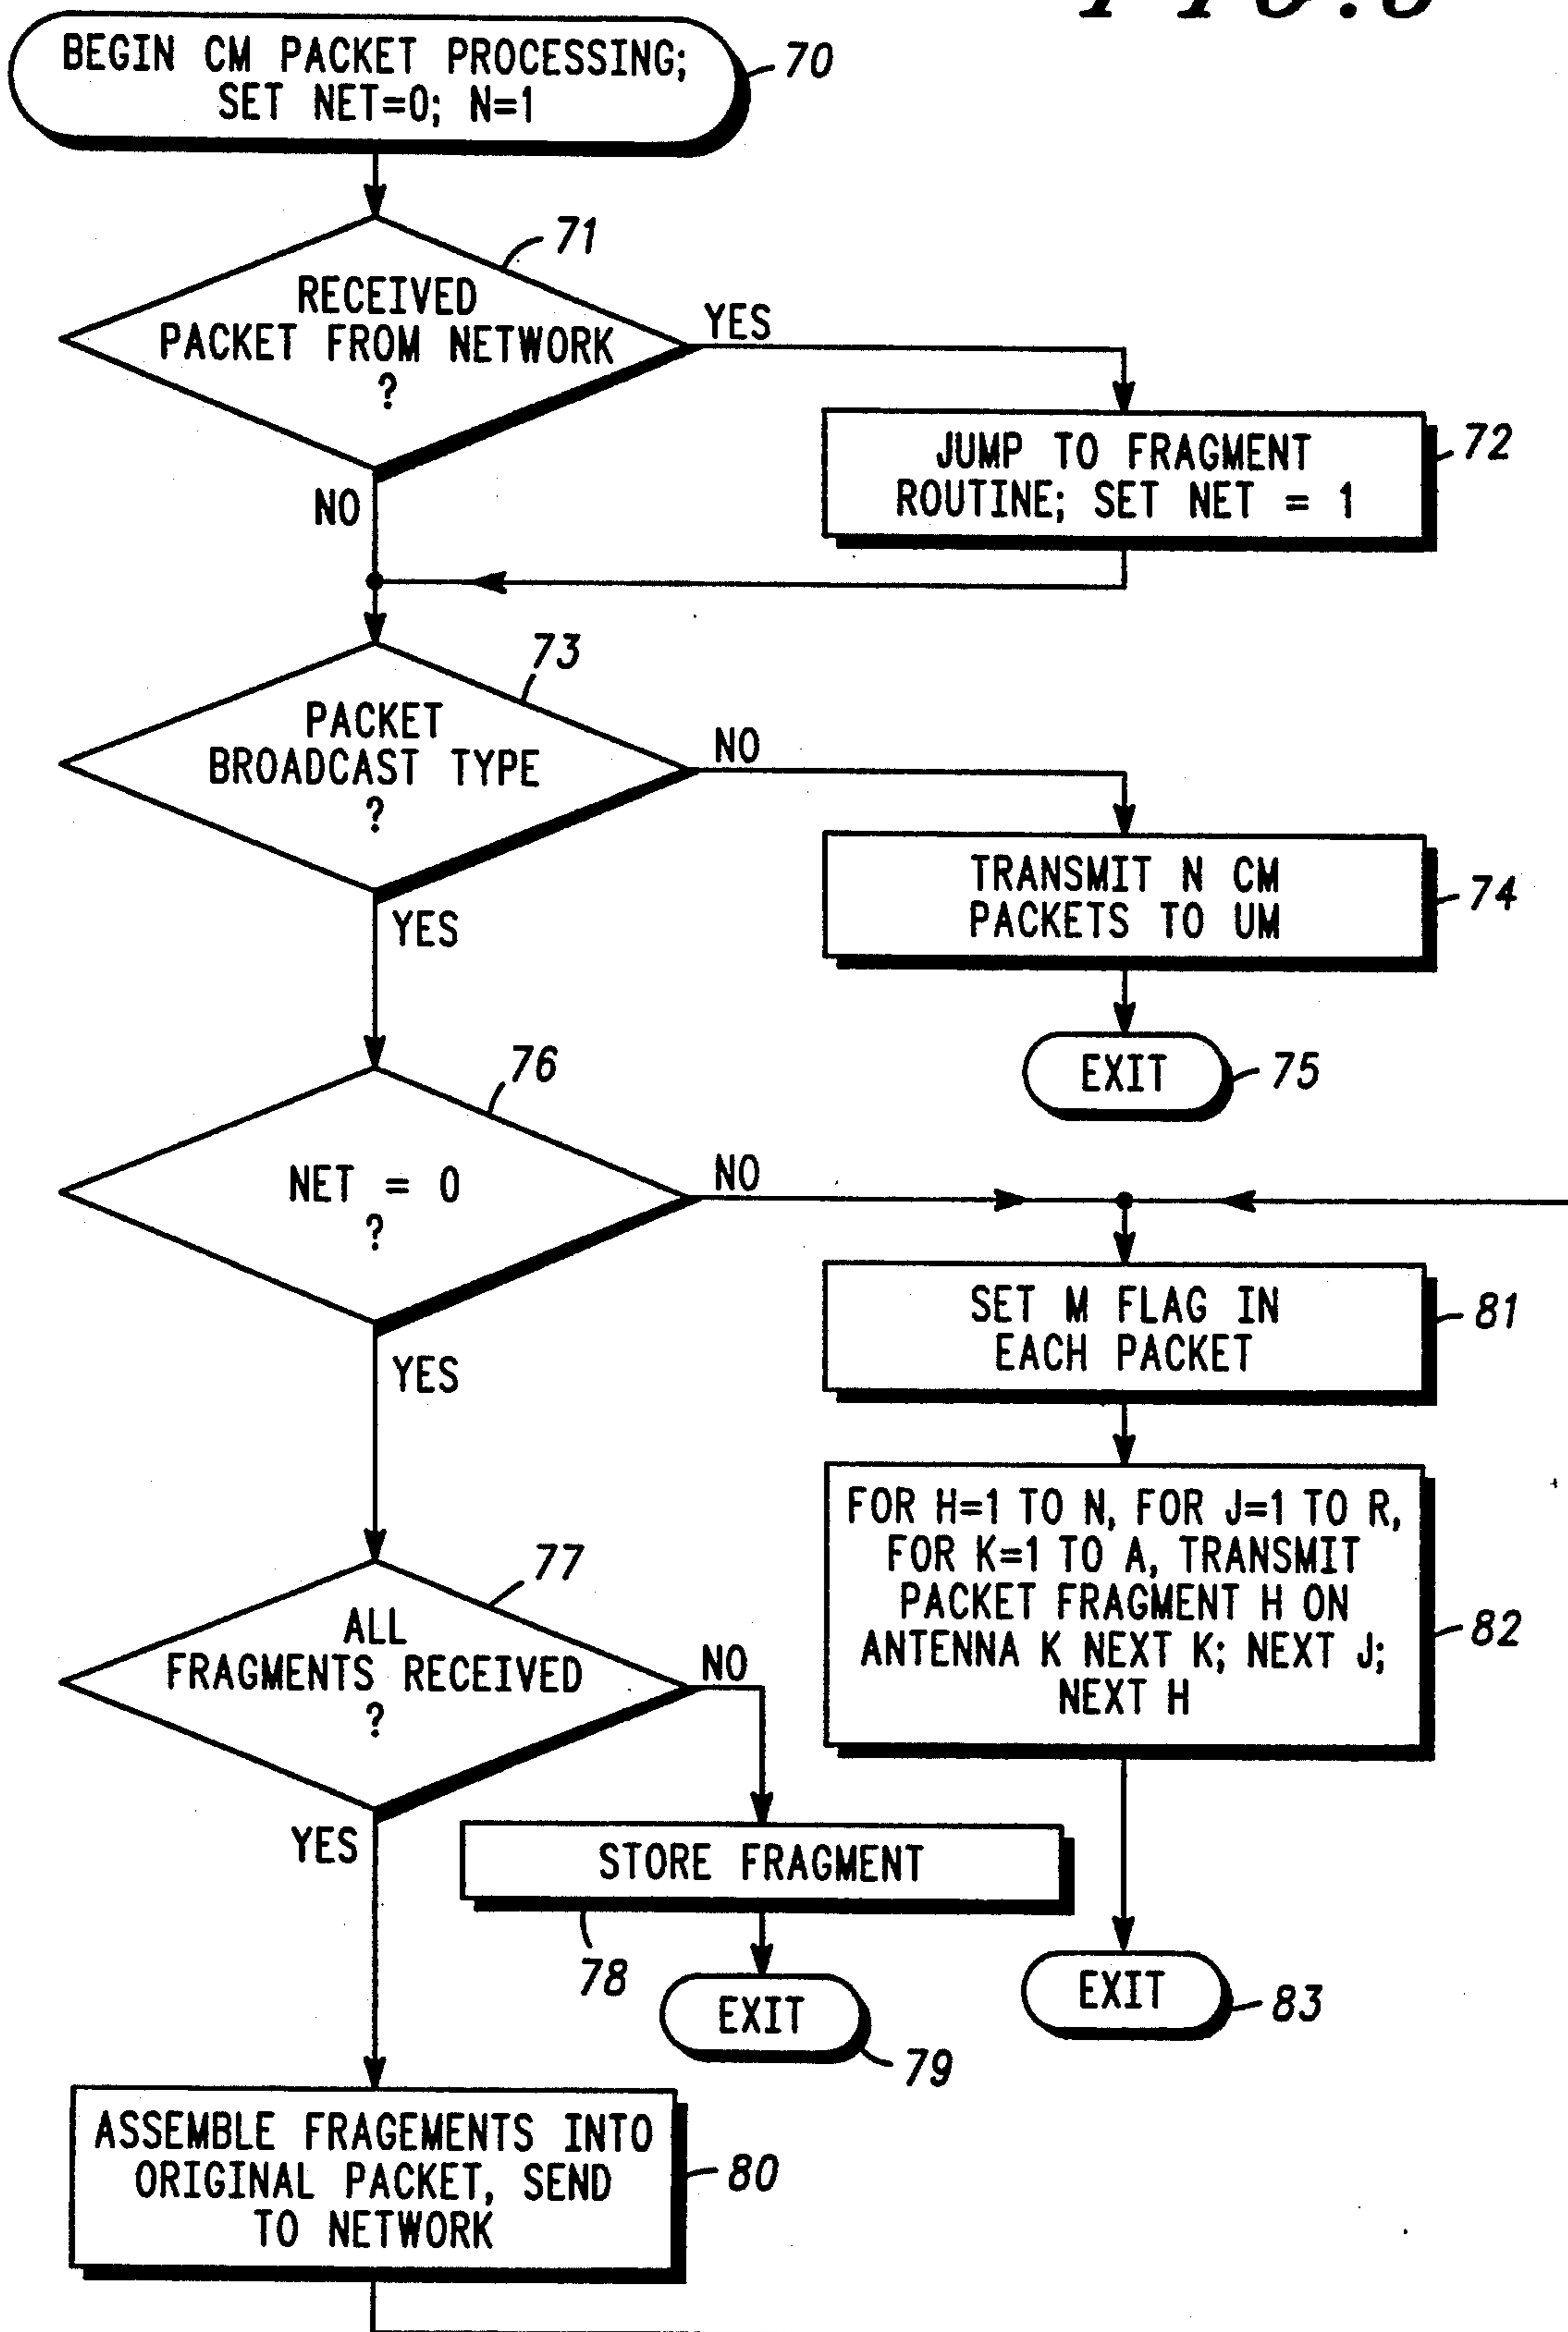 BEGIN CM PACKET PROCESSING;
SET NET=0; N=1
70
71
RECEIVED
PACKET FROM NETWORK
?
YES
NO
JUMP TO FRAGMENT
ROUTINE; SET NET = 1
72
73
PACKET
BROADCAST TYPE
?
NO
YES
TRANSMIT N CM
PACKETS TO UM
74
EXIT
75
76
NET = 0
?
NO
YES
SET M FLAG IN
EACH PACKET
81
FOR H=1 TO N, FOR J=1 TO R,
FOR K=1 TO A, TRANSMIT
PACKET FRAGMENT H ON
ANTENNA K NEXT K; NEXT J;
NEXT H
82
77
ALL
FRAGMENTS RECEIVED
?
NO
YES
STORE FRAGMENT
78
EXIT
79
EXIT
83
ASSEMBLE FRAGEMENTS INTO
ORIGINAL PACKET, SEND
TO NETWORK
80